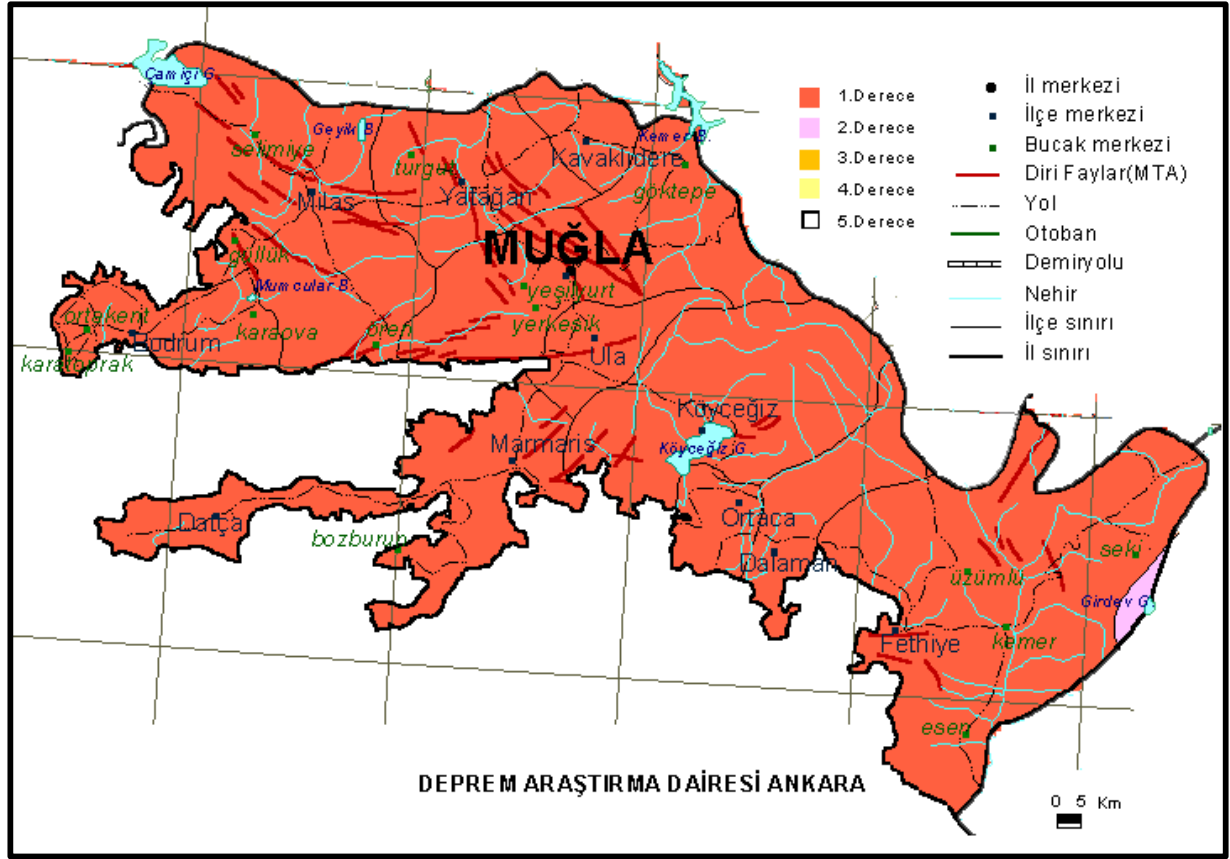 Çamiçi G.
Geyik B.
Kemer B.
selimiye
turgut
Kavaklıdere
göktepe
Milas
Yatağan
MUĞLA
güllük
Mumcular B.
yeşilyurt
ortakent
karaova
ören
yerkesik
Bodrum
Ula
karatoprak
Köyceğiz
Marmaris
Köyceğiz G.
Datça
Ortaca
bozburun
Dalaman
seki
üzümlü
Girdev G.
Fethiye
kemer
esen
1.Derece
2.Derece
3.Derece
4.Derece
5.Derece
İl merkezi
İlçe merkezi
Bucak merkezi
Diri Faylar(MTA)
Yol
Otoban
Demiryolu
Nehir
İlçe sınırı
İl sınırı
DEPREM ARAŞTIRMA DAİRESİ ANKARA
0 5 Km